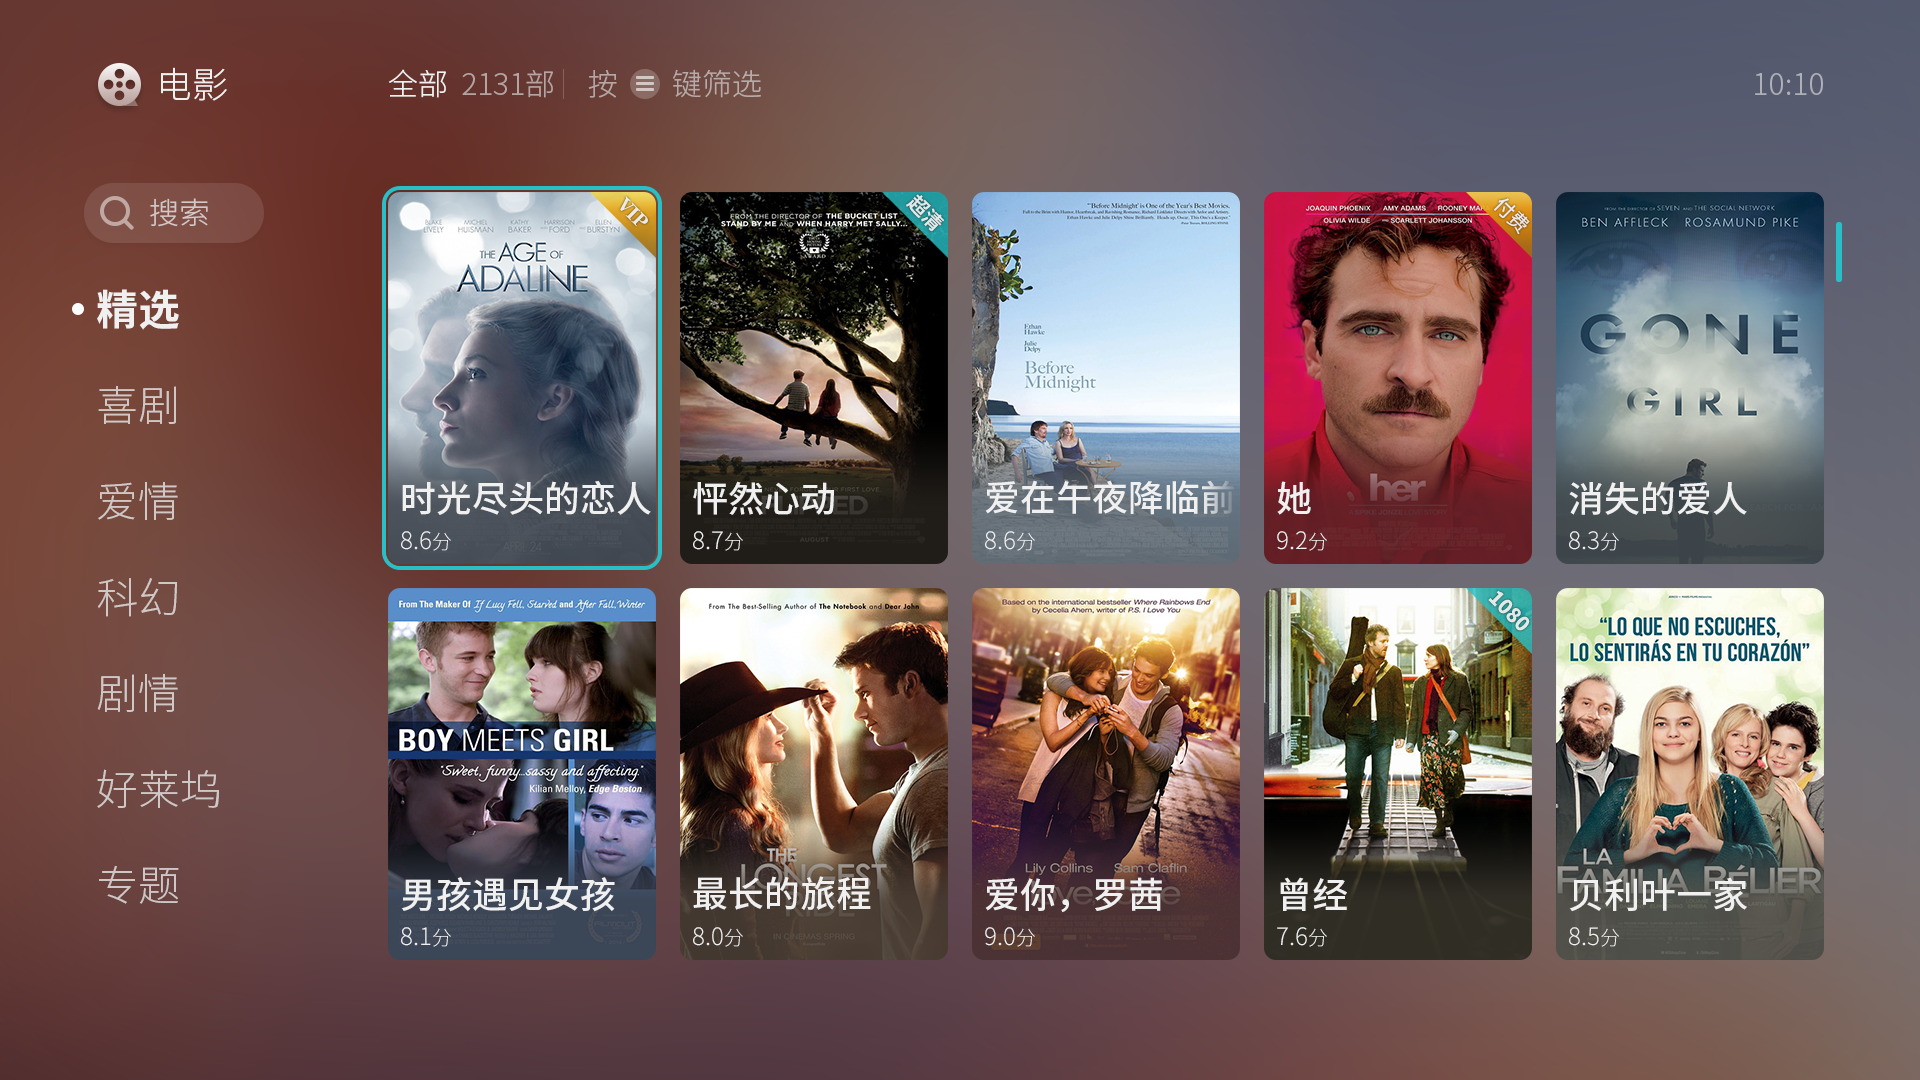 电影
全部 2131部 按 键筛选
10:10
搜索
精选
喜剧
爱情
科幻
剧情
好莱坞
专题
VIP
BLAKE LIVELY MICHIEL HUISMAN KATHY BAKER HARRISON FORD ELLEN BURSTYN
THE AGE OF
ADALINE
时光尽头的恋人
8.6分
超清
FROM THE DIRECTOR OF THE BUCKET LIST
STAND BY ME AND WHEN HARRY MET SALLY...
怦然心动
8.7分
"Before Midnight' is One of the Year's Best Movies.
Ethan
Hawke
Julie
Delpy
Before
Midnight
爱在午夜降临前
8.6分
付费
JOAQUIN PHOENIX AMY ADAMS ROONEY
OLIVIA WILDE SCARLETT JOHANSSON
her
她
9.2分
FROM THE DIRECTOR OF SEVEN AND THE SOCIAL NETWORK
BEN AFFLECK ROSAMUND PIKE
GONE
GIRL
消失的爱人
8.3分
From The Maker Of If Lucy Fell, Starved and After Fall, Winter
BOY MEETS GIRL
"Sweet, funny...sassy and affecting."
Kilian Melloy, Edge Boston
男孩遇见女孩
8.1分
From The Best-Selling Author of The Notebook and Dear John
THE
LONGEST
RIDE
IN CINEMAS SPRING
最长的旅程
8.0分
Based on the international bestseller Where Rainbows End
by Cecelia Ahern, writer of P.S. I Love You
Lily Collins Sam Claflin
爱你，罗茜
9.0分
1080
曾经
7.6分
“LO QUE NO ESCUCHES,
LO SENTIRÁS EN TU CORAZÓN”
LA
FAMILIA BÉLIER
贝利叶一家
8.5分